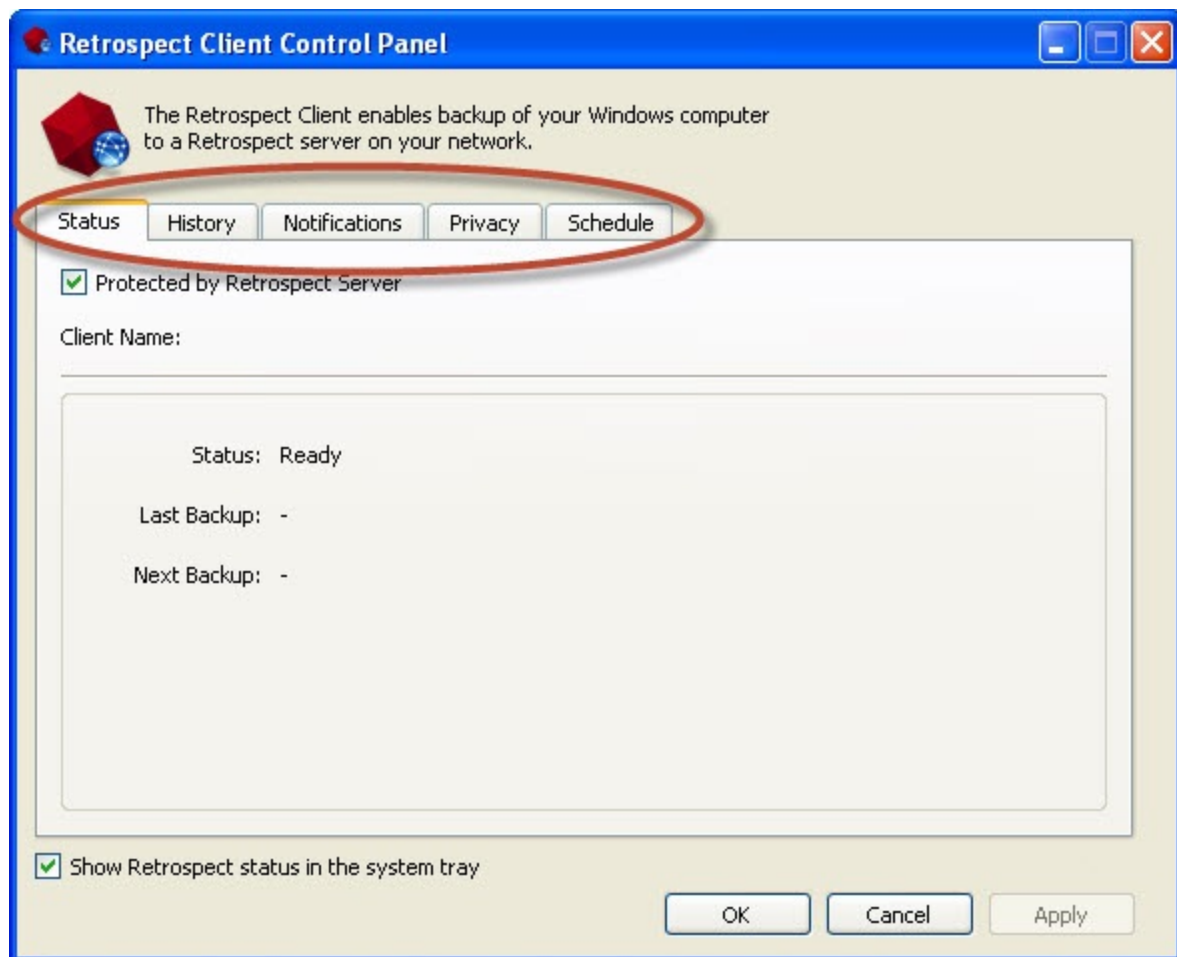 Retrospect Client Control Panel
The Retrospect Client enables backup of your Windows computer
to a Retrospect server on your network.
Status History Notifications Privacy Schedule
Protected by Retrospect Server
Client Name:
Status: Ready
Last Backup: -
Next Backup: -
Show Retrospect status in the system tray
OK Cancel Apply